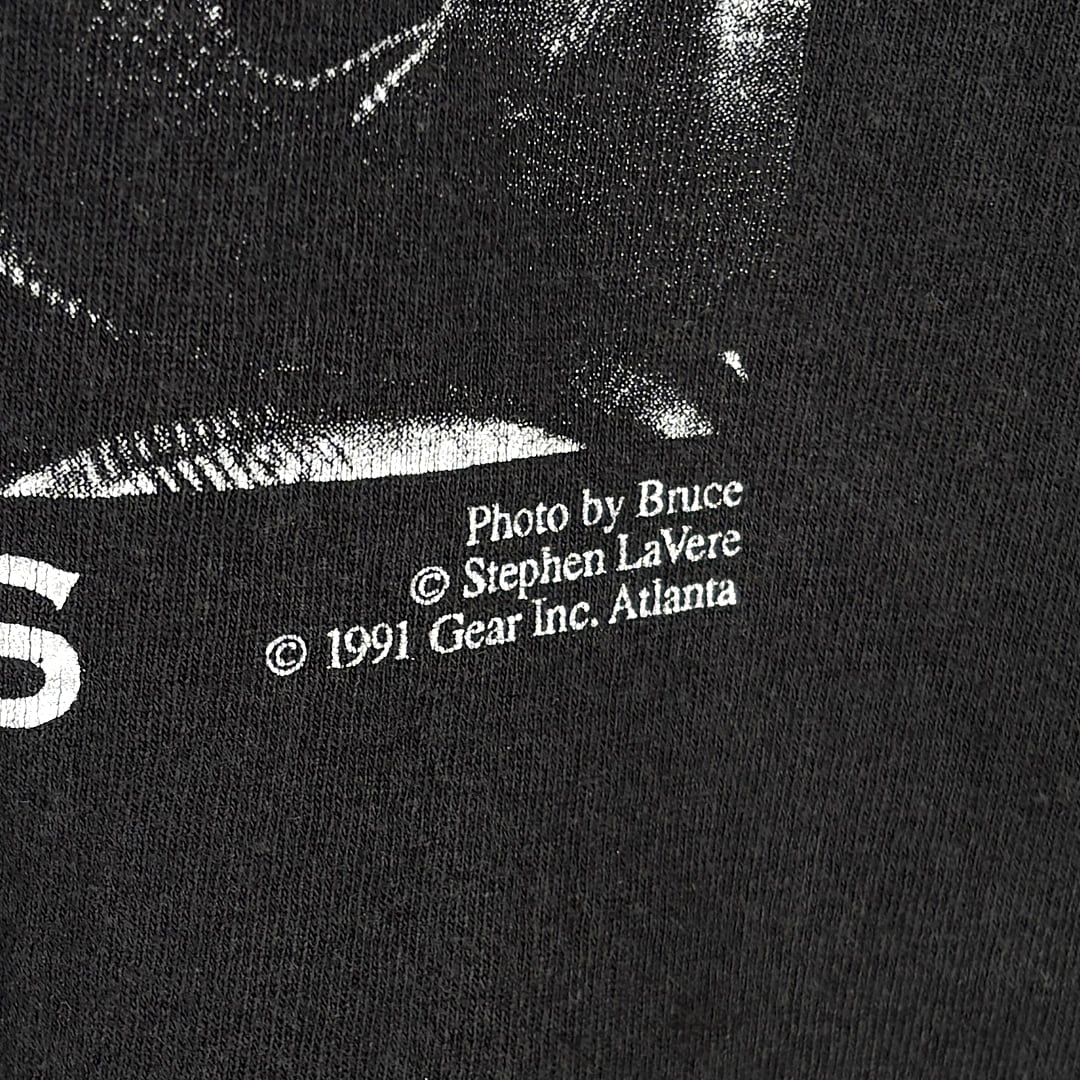 S
Photo by Bruce
© Stephen LaVere
© 1991 Gear Inc. Atlanta